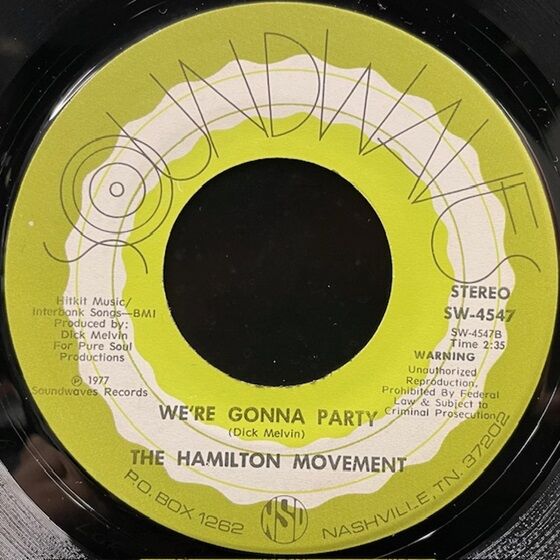 SOUNDWAVES
Hitkit Music/
Interbank Songs—BMI
Produced by:
Dick Melvin
For Pure Soul
Productions
℗ 1977
Soundwaves Records
STEREO
SW-4547
SW-4547B
Time 2:35
WARNING
Unauthorized
Reproduction,
Prohibited By Federal
Law & Subject to
Criminal Prosecution
WE'RE GONNA PARTY
(Dick Melvin)
THE HAMILTON MOVEMENT
P.O. BOX 1262
NSD
NASHVILLE, TN. 37202